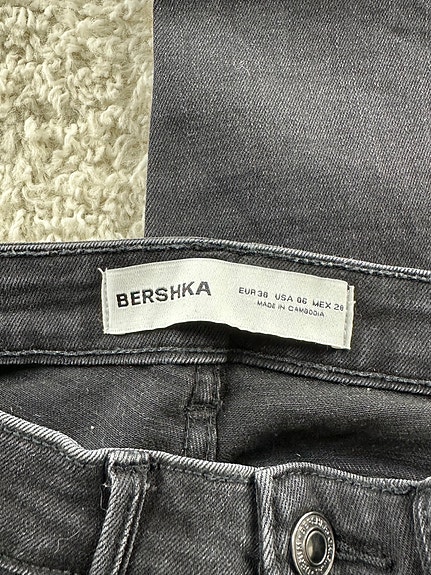 BERSHKA
EUR 38 USA 06 MEX 28
MADE IN CAMBODIA